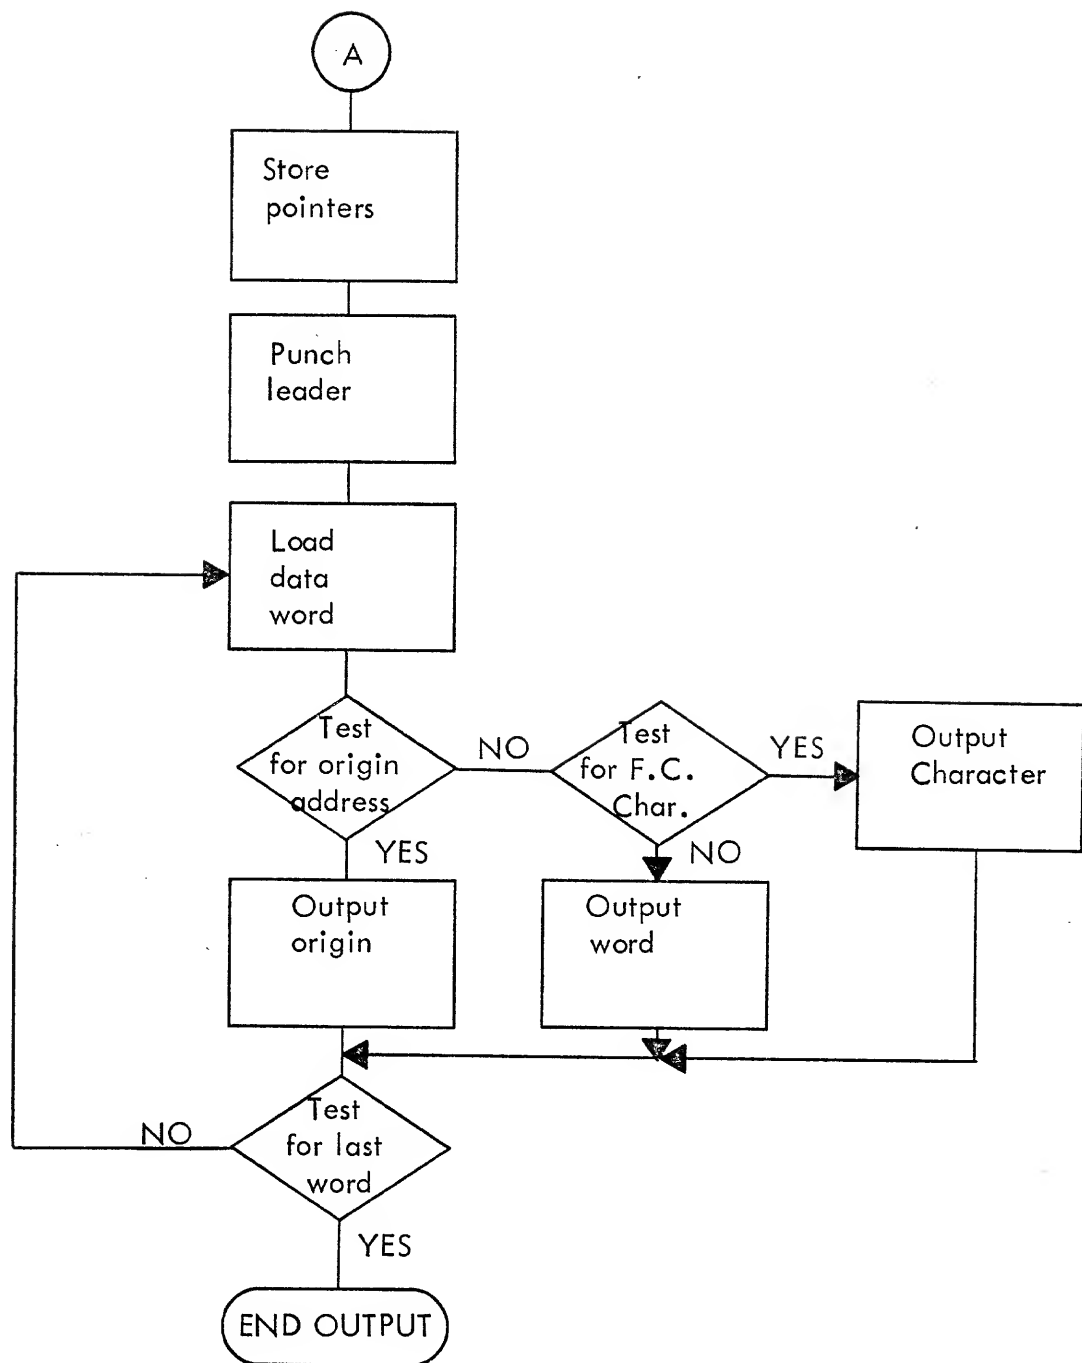 A
Store
pointers
Punch
leader
Load
data
word
Test
for origin
address
NO
Test
for F.C.
Char.
YES
Output
Character
YES
NO
Output
origin
Output
word
Test
for last
word
NO
YES
END OUTPUT